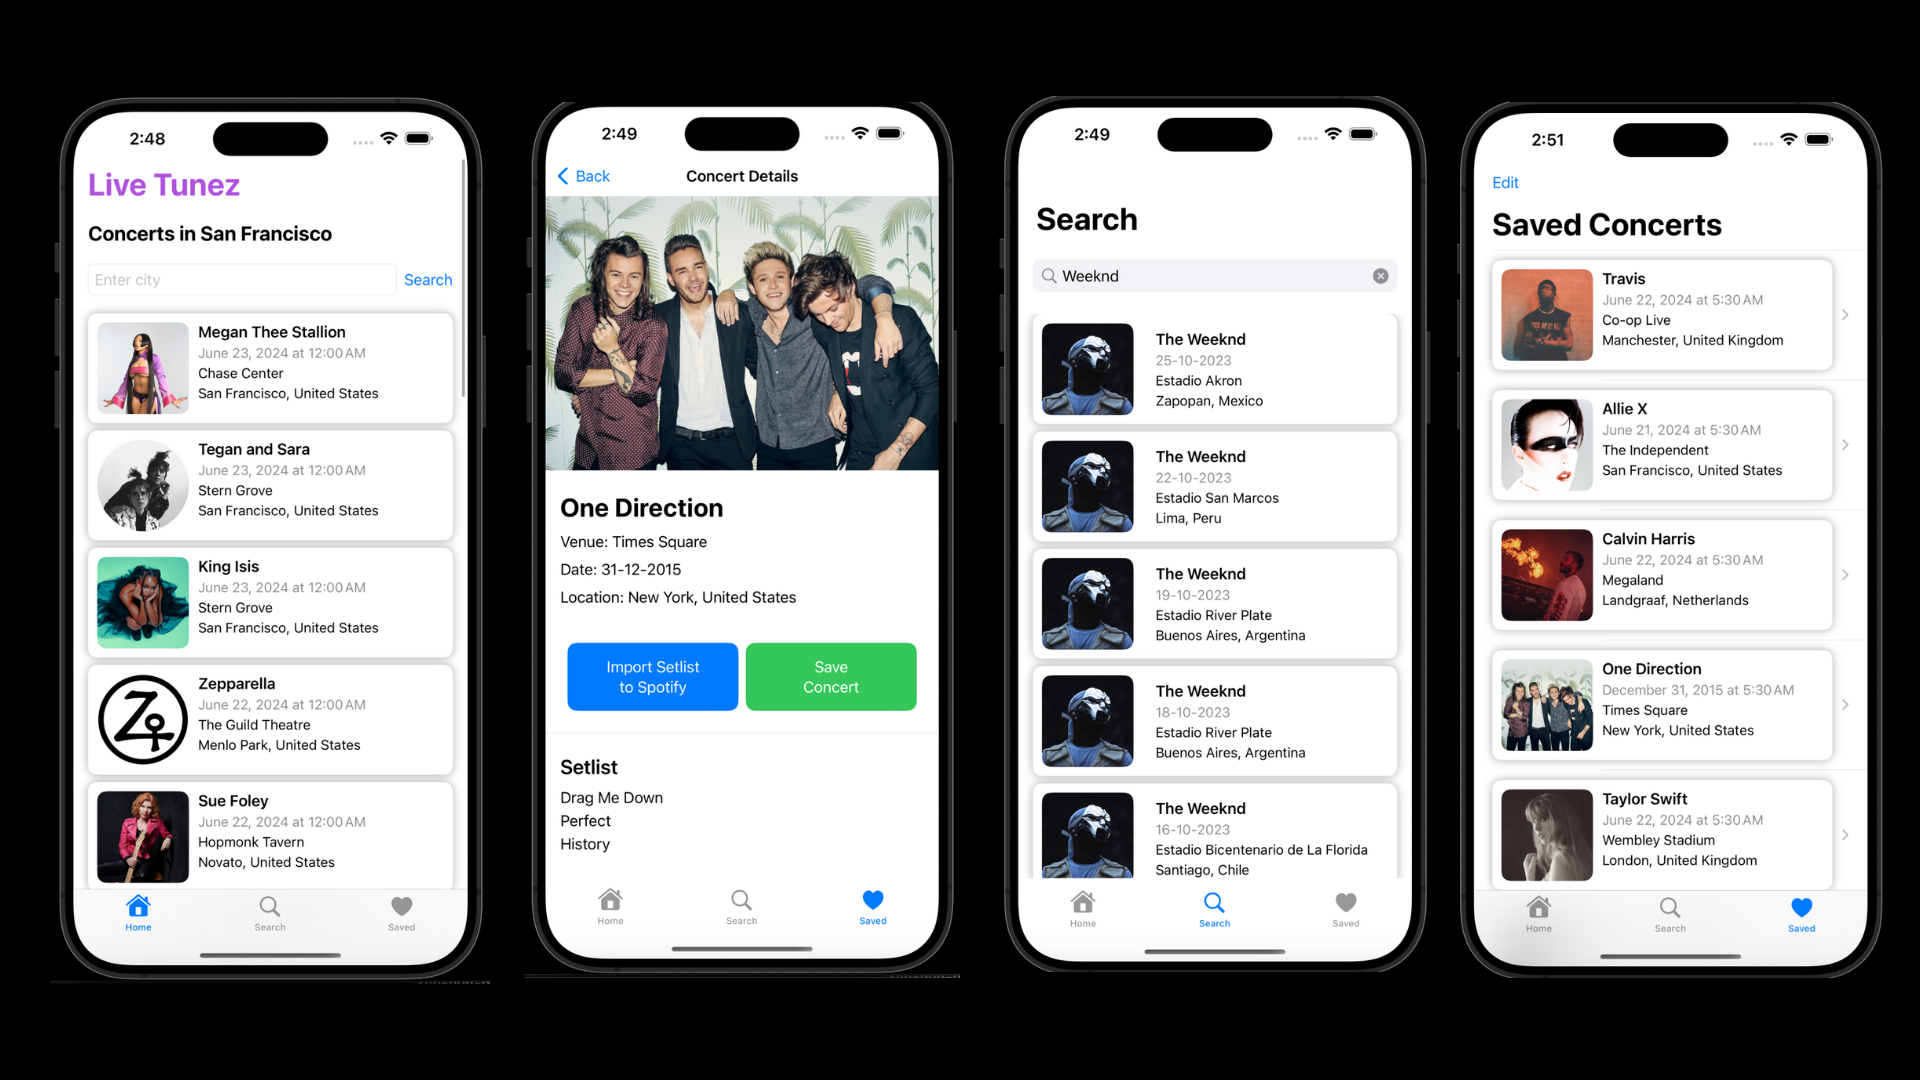 2:48
Live Tunez
Concerts in San Francisco
Enter city
Search
Megan Thee Stallion
June 23, 2024 at 12:00 AM
Chase Center
San Francisco, United States
Tegan and Sara
June 23, 2024 at 12:00 AM
Stern Grove
San Francisco, United States
King Isis
June 23, 2024 at 12:00 AM
Stern Grove
San Francisco, United States
Zepparella
June 22, 2024 at 12:00 AM
The Guild Theatre
Menlo Park, United States
Sue Foley
June 22, 2024 at 12:00 AM
Hopmonk Tavern
Novato, United States
Home
Search
Saved
2:49
Back
Concert Details
One Direction
Venue: Times Square
Date: 31-12-2015
Location: New York, United States
Import Setlist
to Spotify
Save
Concert
Setlist
Drag Me Down
Perfect
History
Home
Search
Saved
2:49
Search
Weeknd
The Weeknd
25-10-2023
Estadio Akron
Zapopan, Mexico
The Weeknd
22-10-2023
Estadio San Marcos
Lima, Peru
The Weeknd
19-10-2023
Estadio River Plate
Buenos Aires, Argentina
The Weeknd
18-10-2023
Estadio River Plate
Buenos Aires, Argentina
The Weeknd
16-10-2023
Estadio Bicentenario de La Florida
Santiago, Chile
Home
Search
Saved
2:51
Edit
Saved Concerts
Travis
June 22, 2024 at 5:30 AM
Co-op Live
Manchester, United Kingdom
Allie X
June 21, 2024 at 5:30 AM
The Independent
San Francisco, United States
Calvin Harris
June 22, 2024 at 5:30 AM
Megaland
Landgraaf, Netherlands
One Direction
December 31, 2015 at 5:30 AM
Times Square
New York, United States
Taylor Swift
June 22, 2024 at 5:30 AM
Wembley Stadium
London, United Kingdom
Home
Search
Saved